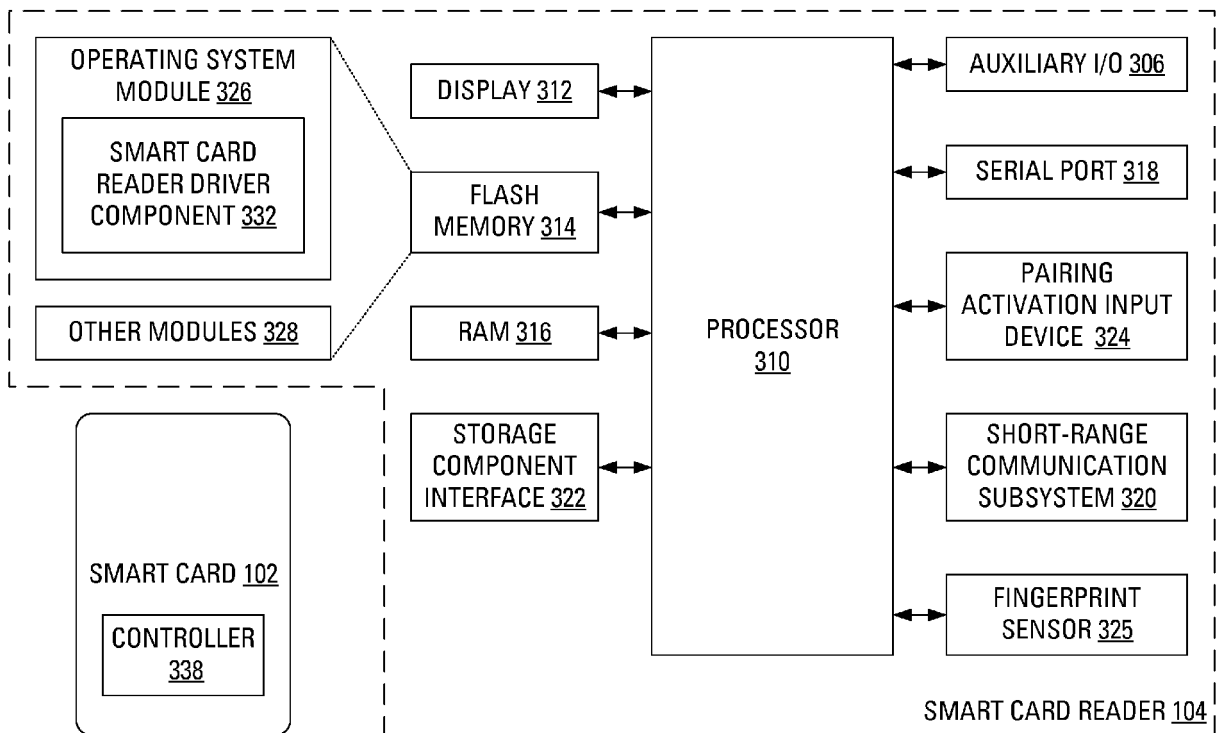 OPERATING SYSTEM
MODULE 326
SMART CARD
READER DRIVER
COMPONENT 332
OTHER MODULES 328
DISPLAY 312
FLASH
MEMORY 314
RAM 316
STORAGE
COMPONENT
INTERFACE 322
PROCESSOR
310
AUXILIARY I/O 306
SERIAL PORT 318
PAIRING
ACTIVATION INPUT
DEVICE 324
SHORT-RANGE
COMMUNICATION
SUBSYSTEM 320
FINGERPRINT
SENSOR 325
SMART CARD 102
CONTROLLER
338
SMART CARD READER 104